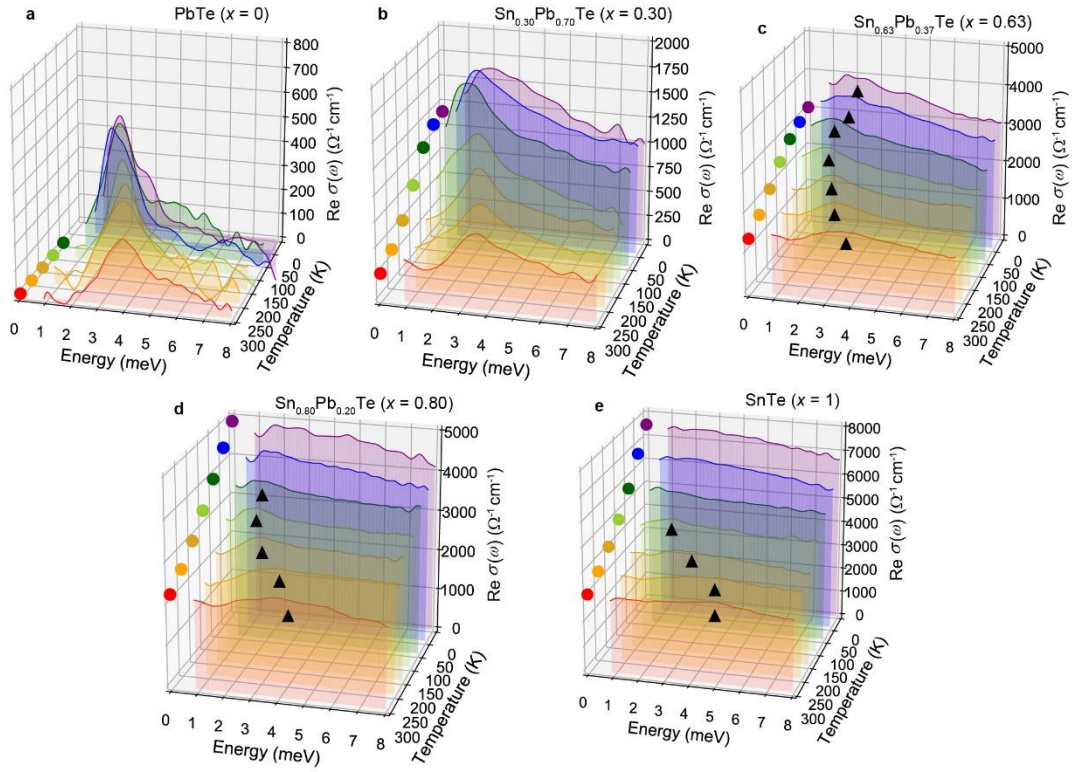 a PbTe (x = 0)
800
700
600
500
400
300
200
100
0
Re σ(ω) (Ω⁻¹ cm⁻¹)
0
50
100
150
200
250
300
Temperature (K)
0 1 2 3 4 5 6 7 8
Energy (meV)
b Sn₀.₃₀Pb₀.₇₀Te (x = 0.30)
2000
1750
1500
1250
1000
750
500
250
0
Re σ(ω) (Ω⁻¹ cm⁻¹)
0
50
100
150
200
250
300
Temperature (K)
0 1 2 3 4 5 6 7 8
Energy (meV)
c Sn₀.₆₃Pb₀.₃₇Te (x = 0.63)
5000
4000
3000
2000
1000
0
Re σ(ω) (Ω⁻¹ cm⁻¹)
0
50
100
150
200
250
300
Temperature (K)
0 1 2 3 4 5 6 7 8
Energy (meV)
d Sn₀.₈₀Pb₀.₂₀Te (x = 0.80)
5000
4000
3000
2000
1000
0
Re σ(ω) (Ω⁻¹ cm⁻¹)
0
50
100
150
200
250
300
Temperature (K)
0 1 2 3 4 5 6 7 8
Energy (meV)
e SnTe (x = 1)
8000
7000
6000
5000
4000
3000
2000
1000
0
Re σ(ω) (Ω⁻¹ cm⁻¹)
0
50
100
150
200
250
300
Temperature (K)
0 1 2 3 4 5 6 7 8
Energy (meV)